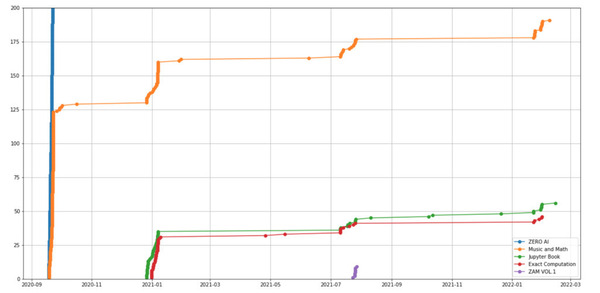 200
175
150
125
100
75
50
25
0
2020-09 2020-11 2021-01 2021-03 2021-05 2021-07 2021-09 2021-11 2022-01 2022-03
ZERO AI
Music and Math
Jupyter Book
Exact Computation
ZAM VOL.1